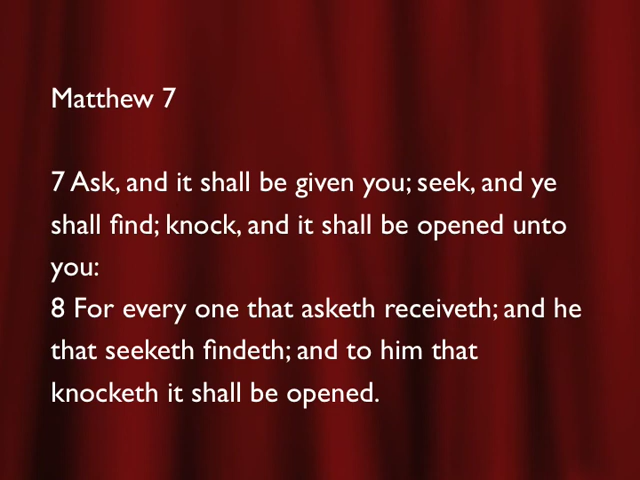 Matthew 7
7 Ask, and it shall be given you; seek, and ye
shall find; knock, and it shall be opened unto
you:
8 For every one that asketh receiveth; and he
that seeketh findeth; and to him that
knocketh it shall be opened.